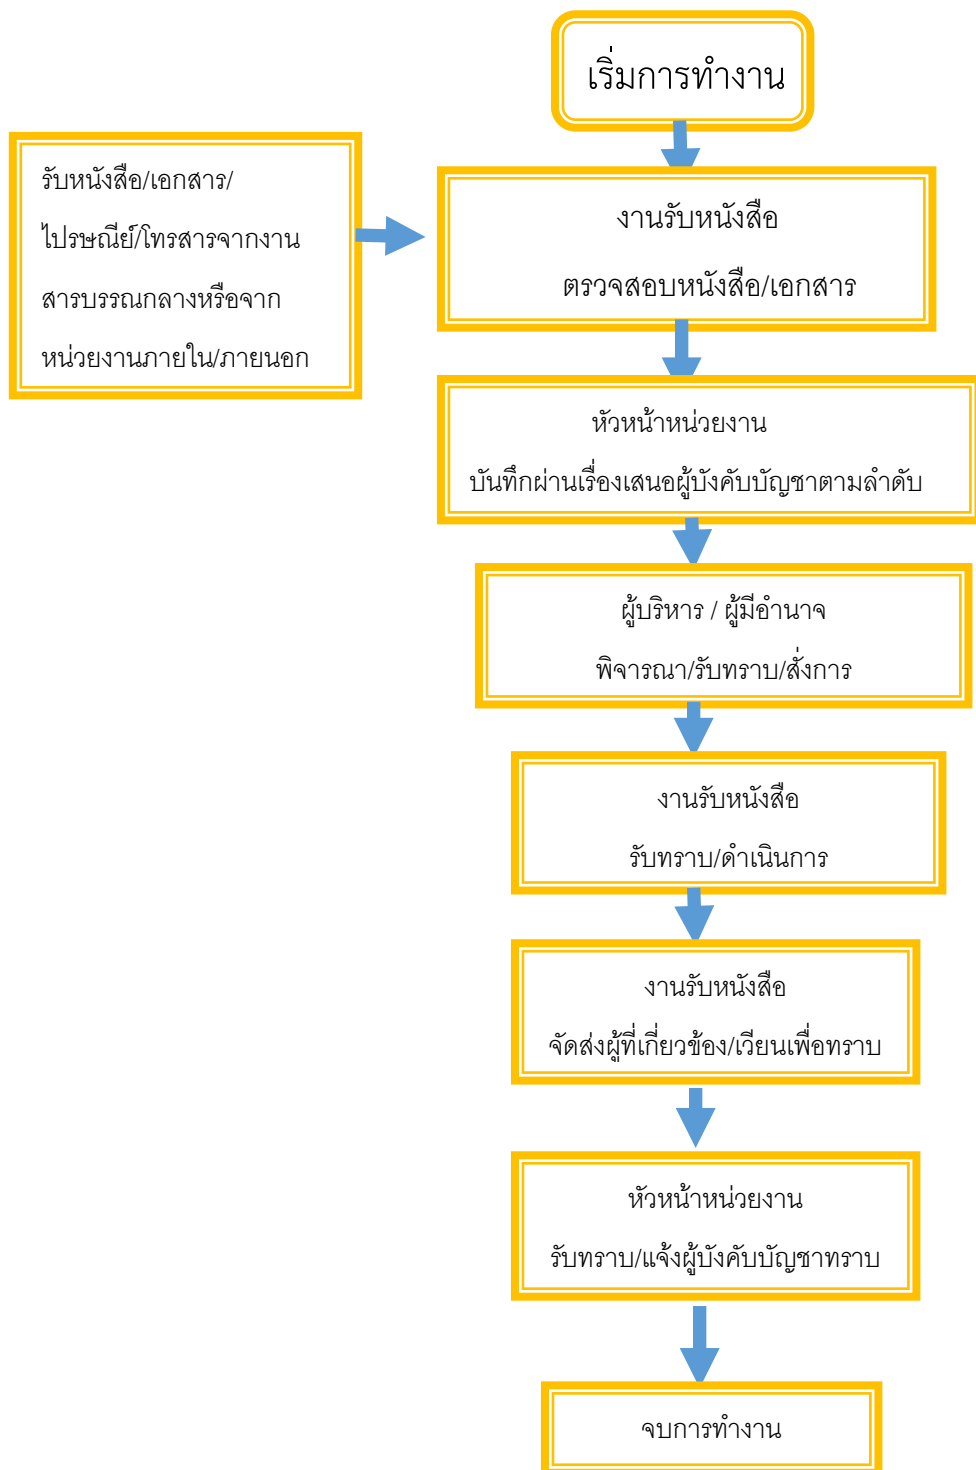 เริ่มการทำงาน
รับหนังสือ/เอกสาร/
ไปรษณีย์/โทรสารจากงาน
สารบรรณกลางหรือจาก
หน่วยงานภายใน/ภายนอก
งานรับหนังสือ
ตรวจสอบหนังสือ/เอกสาร
หัวหน้าหน่วยงาน
บันทึกผ่านเรื่องเสนอผู้บังคับบัญชาตามลำดับ
ผู้บริหาร / ผู้มีอำนาจ
พิจารณา/รับทราบ/สั่งการ
งานรับหนังสือ
รับทราบ/ดำเนินการ
งานรับหนังสือ
จัดส่งผู้ที่เกี่ยวข้อง/เวียนเพื่อทราบ
หัวหน้าหน่วยงาน
รับทราบ/แจ้งผู้บังคับบัญชาทราบ
จบการทำงาน